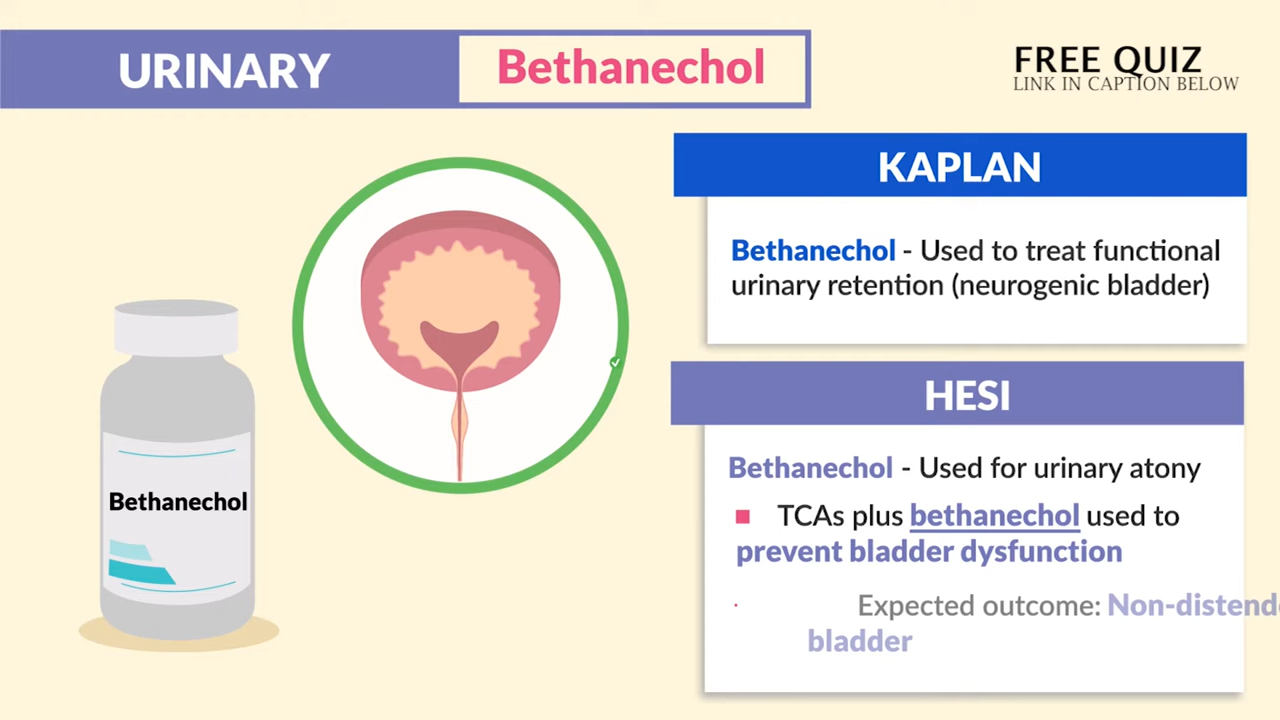 URINARY
Bethanechol
FREE QUIZ
LINK IN CAPTION BELOW
KAPLAN
Bethanechol - Used to treat functional
urinary retention (neurogenic bladder)
HESI
Bethanechol - Used for urinary atony
TCAs plus bethanechol used to
prevent bladder dysfunction
Expected outcome: Non-distende
bladder
Bethanechol